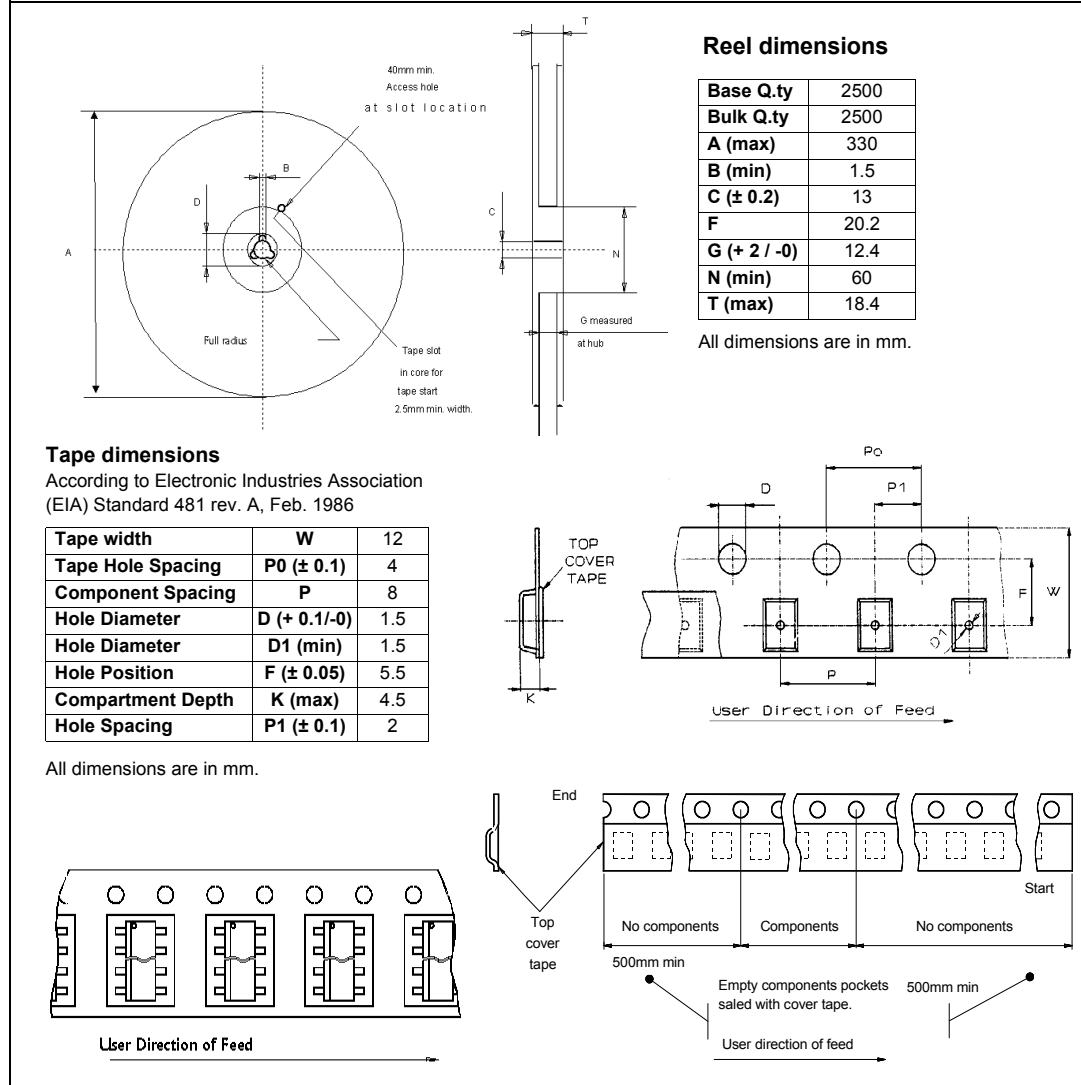 T
40mm min.
Access hole
at slot location
B
D
C
A
N
Full radius
G measured
at hub
Tape slot
in core for
tape start
2.5mm min. width.
Reel dimensions
Base Q.ty 2500
Bulk Q.ty 2500
A (max) 330
B (min) 1.5
C (± 0.2) 13
F 20.2
G (+ 2 / -0) 12.4
N (min) 60
T (max) 18.4
All dimensions are in mm.
Tape dimensions
According to Electronic Industries Association
(EIA) Standard 481 rev. A, Feb. 1986
Tape width W 12
Tape Hole Spacing P0 (± 0.1) 4
Component Spacing P 8
Hole Diameter D (+ 0.1/-0) 1.5
Hole Diameter D1 (min) 1.5
Hole Position F (± 0.05) 5.5
Compartment Depth K (max) 4.5
Hole Spacing P1 (± 0.1) 2
All dimensions are in mm.
Po
D P1
TOP
COVER
TAPE
F W
D1
P
K
User Direction of Feed
End
Start
Top
cover
tape
No components Components No components
500mm min
Empty components pockets
saled with cover tape.
500mm min
User direction of feed
User Direction of Feed